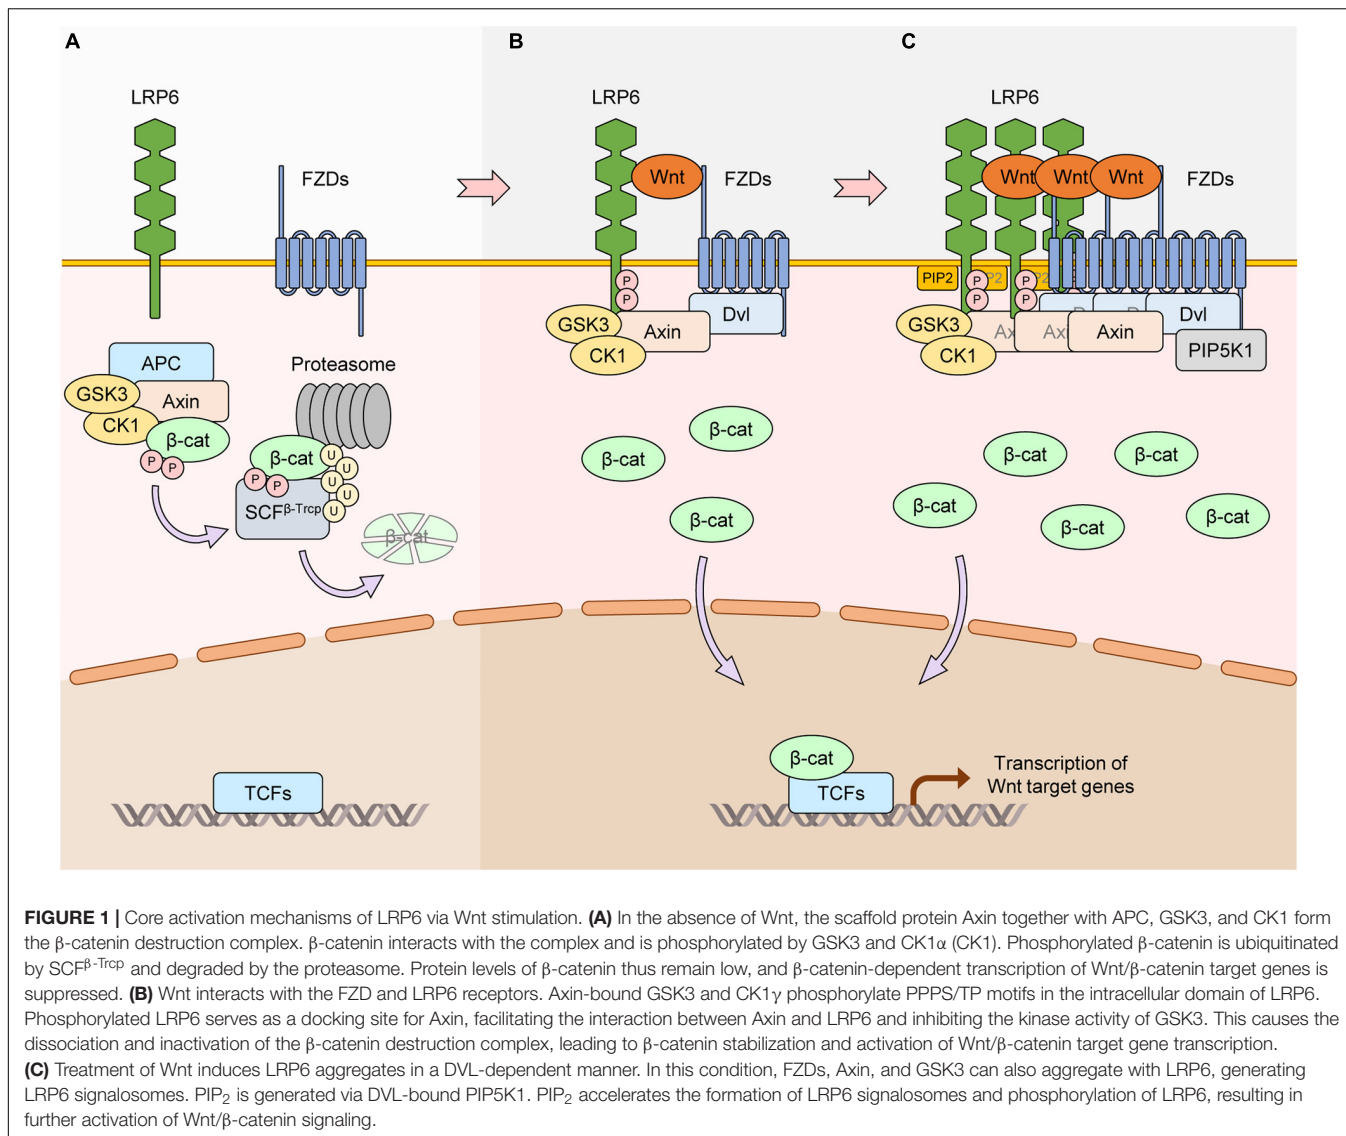 A
B
C
LRP6
LRP6
LRP6
FZDs
Wnt
FZDs
Wnt
Wnt
Wnt
FZDs
P
P
P
P
P
P
PIP2
P2
P2
GSK3
CK1
Axin
Dvl
GSK3
CK1
Ax
Axi
Axin
D
D
Dvl
PIP5K1
APC
GSK3
Axin
CK1
β-cat
P
P
Proteasome
β-cat
P
P
U
U
U
U
U
SCFβ-Trcp
β-cat
β-cat
β-cat
β-cat
β-cat
β-cat
β-cat
β-cat
β-cat
TCFs
β-cat
TCFs
Transcription of
Wnt target genes
FIGURE 1 | Core activation mechanisms of LRP6 via Wnt stimulation. (A) In the absence of Wnt, the scaffold protein Axin together with APC, GSK3, and CK1 form
the β-catenin destruction complex. β-catenin interacts with the complex and is phosphorylated by GSK3 and CK1α (CK1). Phosphorylated β-catenin is ubiquitinated
by SCFβ-Trcp and degraded by the proteasome. Protein levels of β-catenin thus remain low, and β-catenin-dependent transcription of Wnt/β-catenin target genes is
suppressed. (B) Wnt interacts with the FZD and LRP6 receptors. Axin-bound GSK3 and CK1γ phosphorylate PPPS/TP motifs in the intracellular domain of LRP6.
Phosphorylated LRP6 serves as a docking site for Axin, facilitating the interaction between Axin and LRP6 and inhibiting the kinase activity of GSK3. This causes the
dissociation and inactivation of the β-catenin destruction complex, leading to β-catenin stabilization and activation of Wnt/β-catenin target gene transcription.
(C) Treatment of Wnt induces LRP6 aggregates in a DVL-dependent manner. In this condition, FZDs, Axin, and GSK3 can also aggregate with LRP6, generating
LRP6 signalosomes. PIP2 is generated via DVL-bound PIP5K1. PIP2 accelerates the formation of LRP6 signalosomes and phosphorylation of LRP6, resulting in
further activation of Wnt/β-catenin signaling.